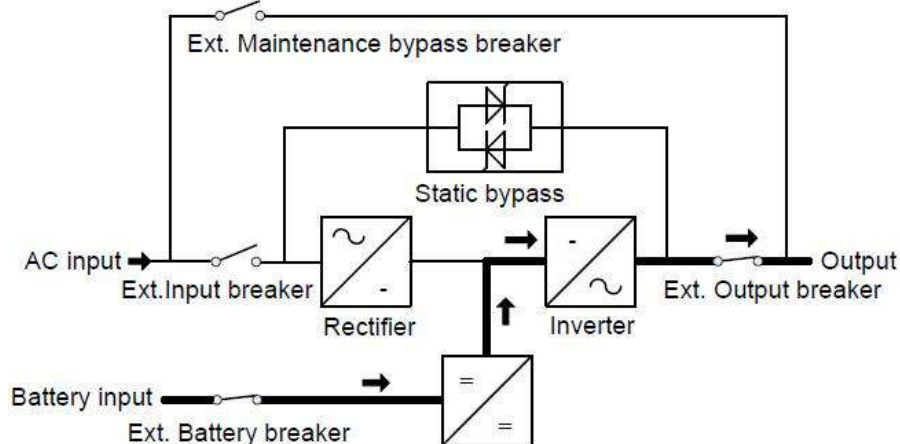 Ext. Maintenance bypass breaker
Static bypass
AC input
Ext.Input breaker
Rectifier
Inverter
Ext. Output breaker
Output
Battery input
Ext. Battery breaker